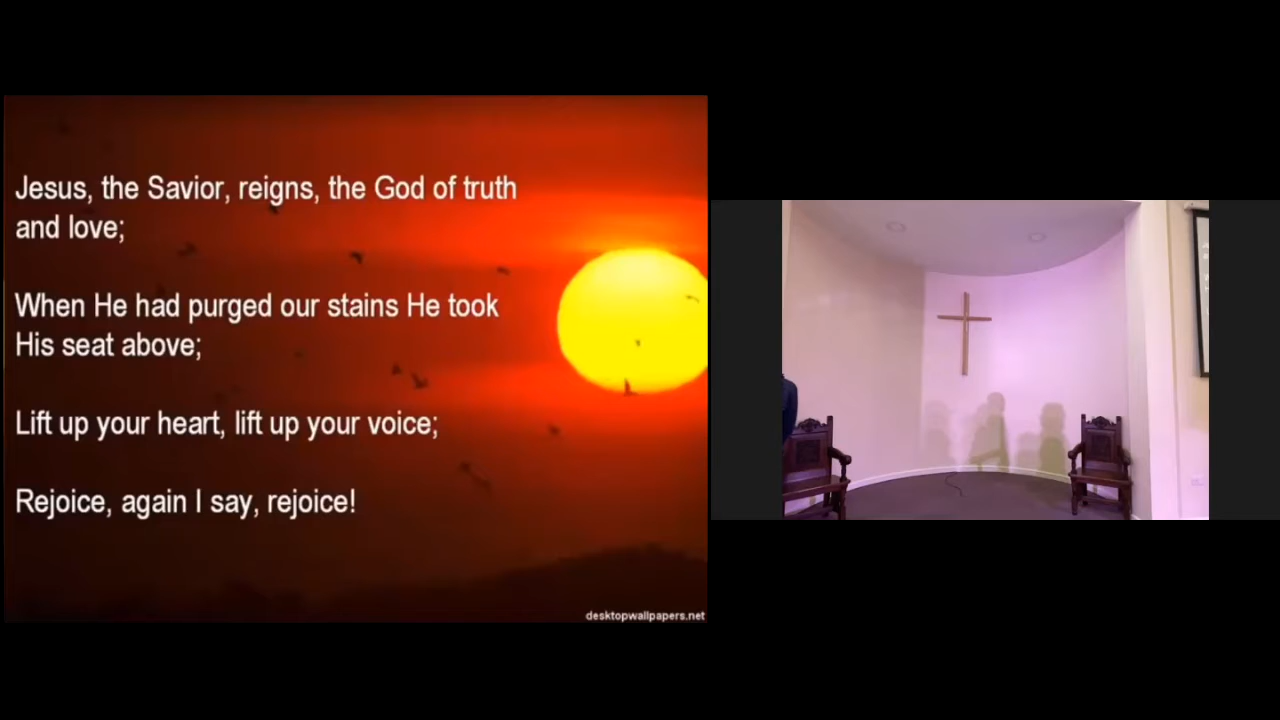 Jesus, the Savior, reigns, the God of truth
and love;
When He had purged our stains He took
His seat above;
Lift up your heart, lift up your voice;
Rejoice, again I say, rejoice!
desktopwallpapers.net